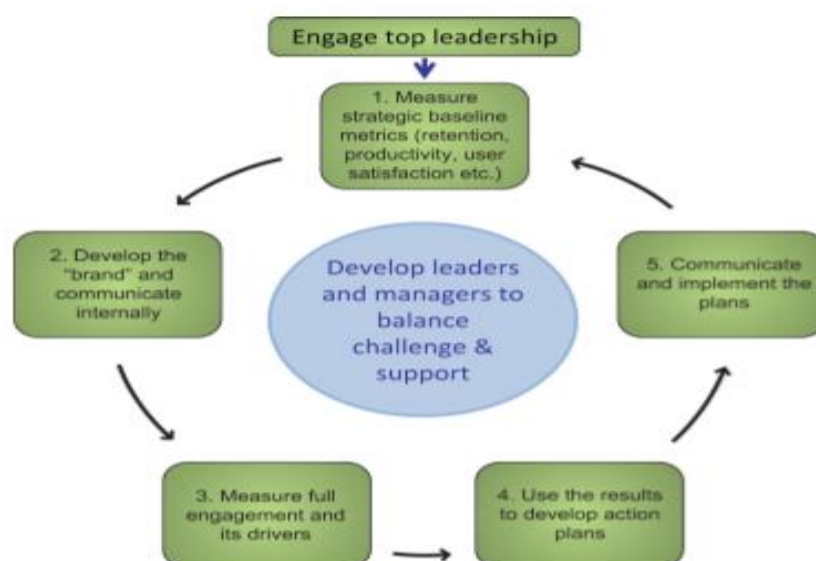 Engage top leadership
1. Measure
strategic baseline
metrics (retention,
productivity, user
satisfaction etc.)
2. Develop the
"brand" and
communicate
internally
3. Measure full
engagement and
its drivers
4. Use the results
to develop action
plans
5. Communicate
and implement the
plans
Develop leaders
and managers to
balance
challenge &
support